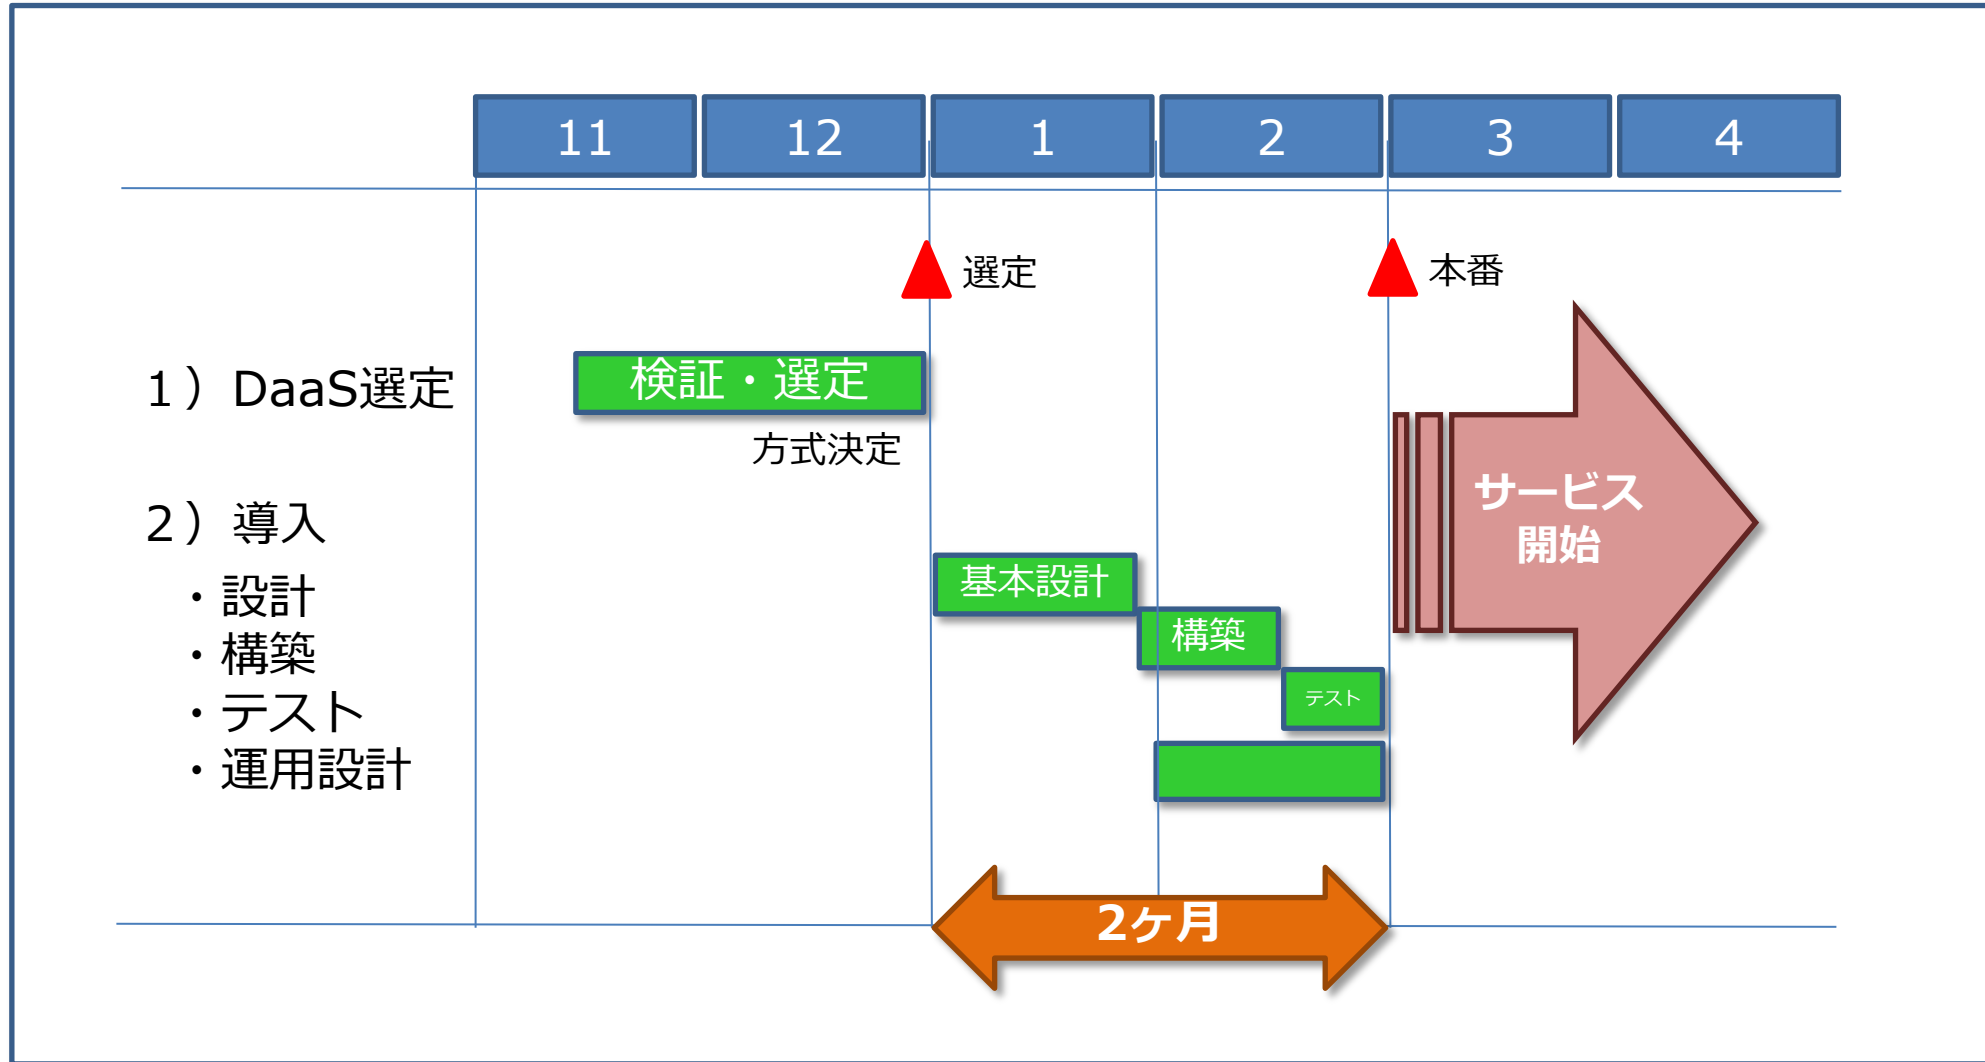 11 12 1 2 3 4
選定
本番
1）DaaS選定
検証・選定
方式決定
2）導入
・設計
・構築
・テスト
・運用設計
基本設計
構築
テスト
サービス
開始
2ケ月